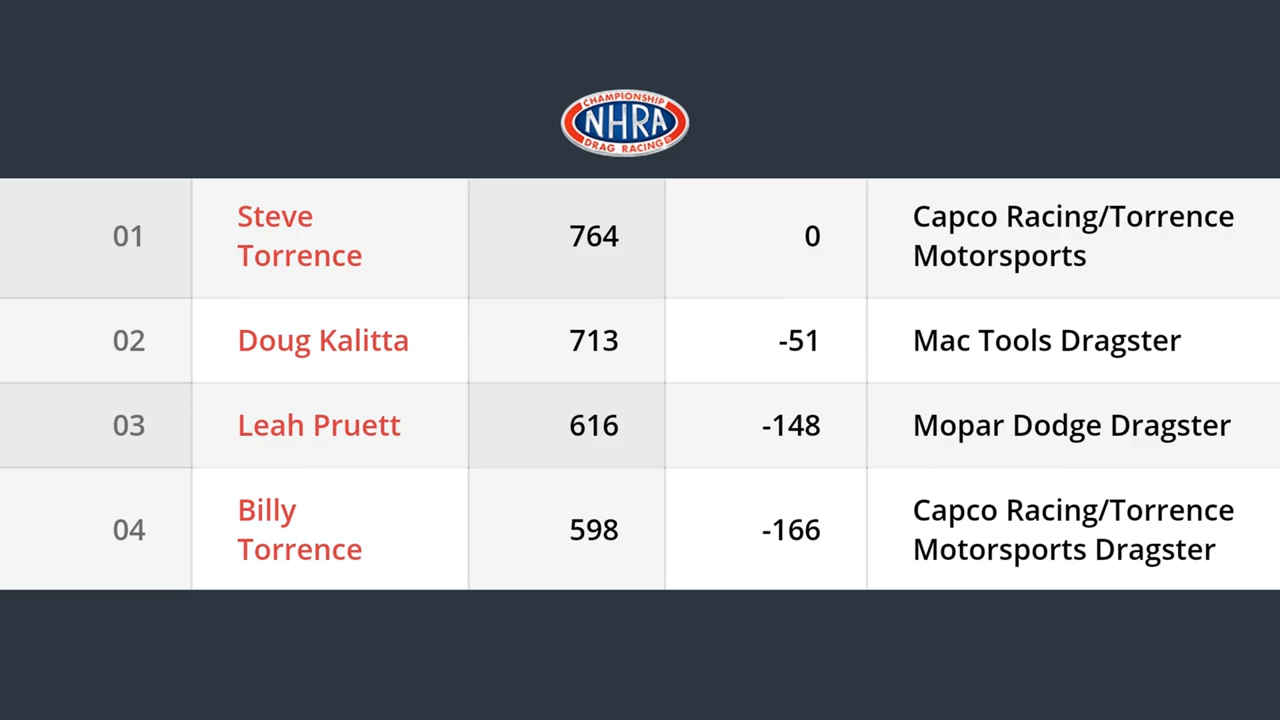 CHAMPIONSHIP
NHRA
DRAG RACING
01
Steve
Torrence
764
0
Capco Racing/Torrence
Motorsports
02
Doug Kalitta
713
-51
Mac Tools Dragster
03
Leah Pruett
616
-148
Mopar Dodge Dragster
04
Billy
Torrence
598
-166
Capco Racing/Torrence
Motorsports Dragster